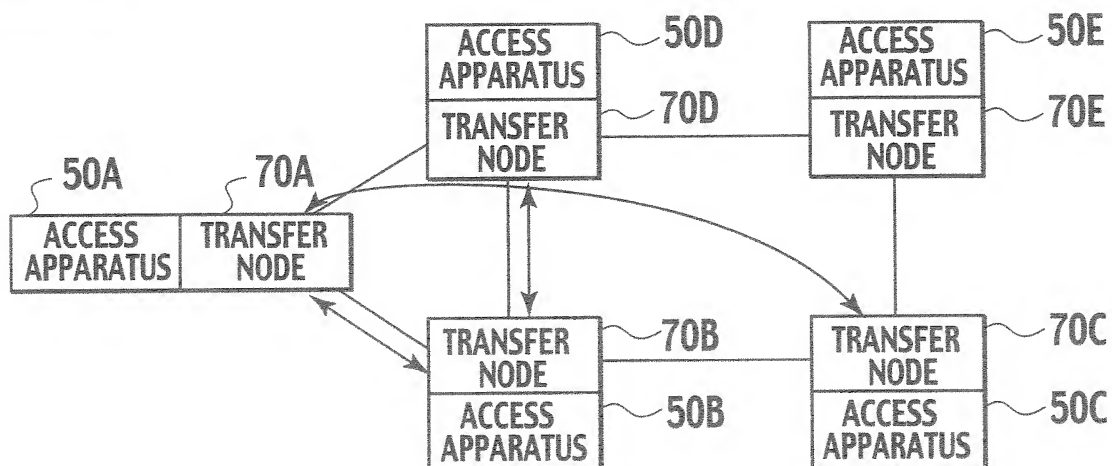 ACCESS
APPARATUS
50D
TRANSFER
NODE
70D
ACCESS
APPARATUS
50E
TRANSFER
NODE
70E
50A
70A
ACCESS
APPARATUS
TRANSFER
NODE
TRANSFER
NODE
70B
ACCESS
APPARATUS
50B
TRANSFER
NODE
70C
ACCESS
APPARATUS
50C